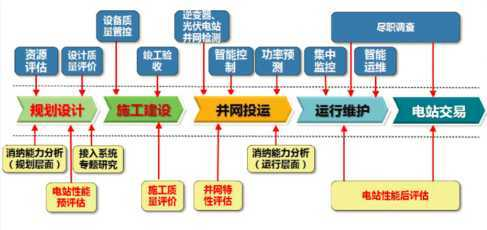 设备质
量管控
逆变器、
光伏电站
并网检测
尽职调查
资源
评估
设计质
量评价
竣工验
收
智能控
制
功率预
测
集中
监控
智能
运维
规划设计
施工建设
并网投运
运行维护
电站交易
消纳能力分析
（规划层面）
接入系统
专题研究
消纳能力分析
（运行层面）
电站性能
预评估
施工质
量评价
并网特
性评估
电站性能后评估